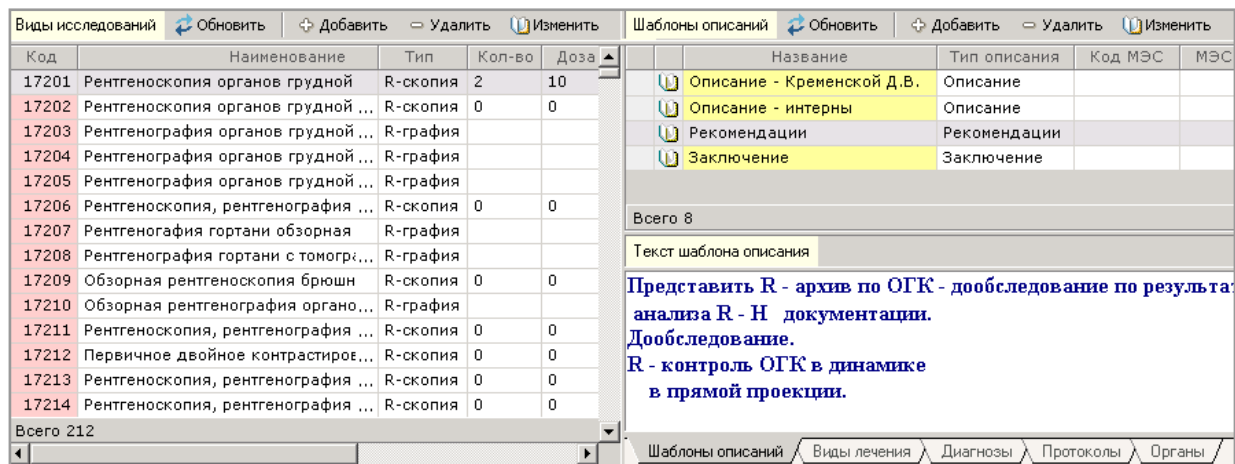 Виды исследований Обновить Добавить Удалить Изменить
Код Наименование Тип Кол-во Доза
17201 Рентгеноскопия органов грудной R-скопия 2 10
17202 Рентгеноскопия органов грудной ... R-скопия 0 0
17203 Рентгенография органов грудной ... R-графия
17204 Рентгенография органов грудной ... R-графия
17205 Рентгенография органов грудной ... R-графия
17206 Рентгеноскопия, рентгенография ... R-скопия 0 0
17207 Рентгеногафия гортани обзорная R-графия
17208 Рентгенография гортани с томогра... R-графия
17209 Обзорная рентгеноскопия брюшн R-скопия 0 0
17210 Обзорная рентгенография органо... R-графия
17211 Рентгеноскопия, рентгенография ... R-скопия 0 0
17212 Первичное двойное контрастиров... R-скопия 0 0
17213 Рентгеноскопия, рентгенография ... R-скопия 0 0
17214 Рентгеноскопия, рентгенография ... R-скопия 0 0
Всего 212
Шаблоны описаний Обновить Добавить Удалить Изменить
Название Тип описания Код МЭС МЭС
Описание - Кременской Д.В. Описание
Описание - интерны Описание
Рекомендации Рекомендации
Заключение Заключение
Всего 8
Текст шаблона описания
Представить R - архив по ОГК - дообследование по результат
анализа R - Н документации.
Дообследование.
R - контроль ОГК в динамике
в прямой проекции.
Шаблоны описаний Виды лечения Диагнозы Протоколы Органы